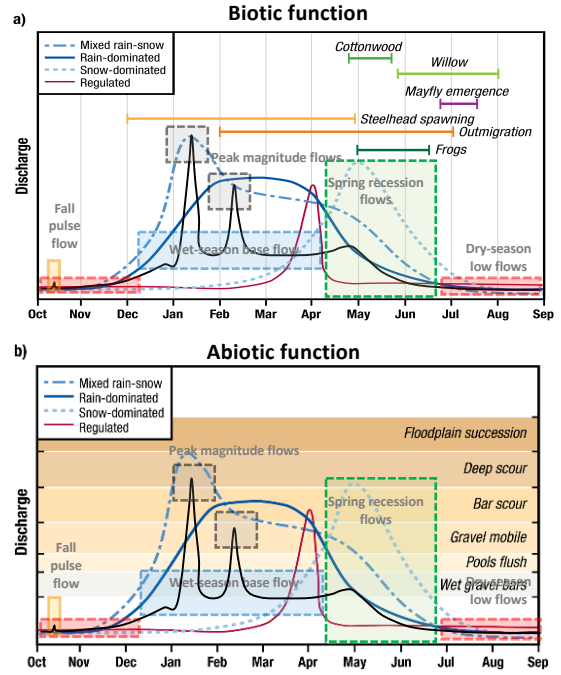 Biotic function
a)
Mixed rain-snow
Rain-dominated
Snow-dominated
Regulated
Cottonwood
Willow
Mayfly emergence
Steelhead spawning
Outmigration
Frogs
Peak magnitude flows
Spring recession
flows
Fall
pulse
flow
Wet-season base flow
Dry-season
low flows
Discharge
Oct Nov Dec Jan Feb Mar Apr May Jun Jul Aug Sep
b)
Abiotic function
Mixed rain-snow
Rain-dominated
Snow-dominated
Regulated
Floodplain succession
Peak magnitude flows
Deep scour
Bar scour
Spring recession
flows
Gravel mobile
Fall
pulse
flow
Pools flush
Wet gravel bars
Wet-season base flow
Dry-season
low flows
Discharge
Oct Nov Dec Jan Feb Mar Apr May Jun Jul Aug Sep